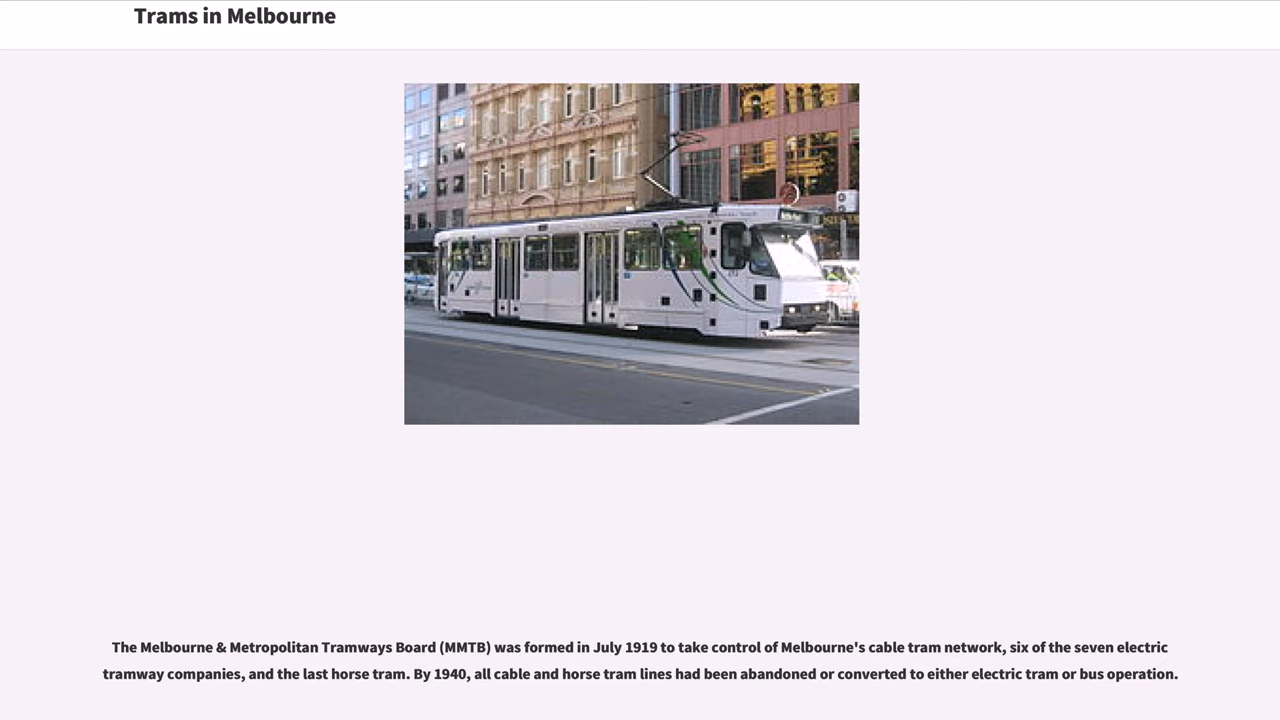 Trams in Melbourne
The Melbourne & Metropolitan Tramways Board (MMTB) was formed in July 1919 to take control of Melbourne's cable tram network, six of the seven electric
tramway companies, and the last horse tram. By 1940, all cable and horse tram lines had been abandoned or converted to either electric tram or bus operation.